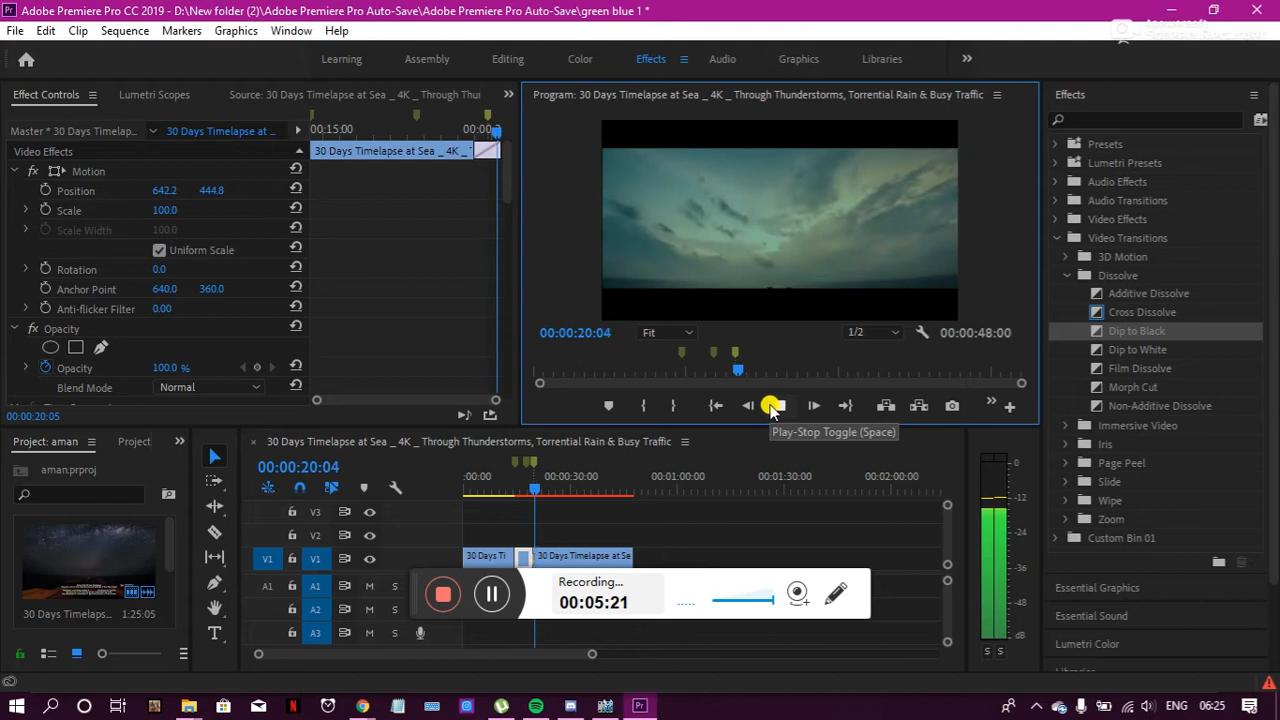 Adobe Premiere Pro CC 2019 - D:\New folder (2)\Adobe Premiere Pro Auto-Save\Adobe Premiere Pro Auto-Save\green blue 1 *
File Edit Clip Sequence Markers Graphics Window Help
Learning Assembly Editing Color Effects Audio Graphics Libraries
Effect Controls Lumetri Scopes Source: 30 Days Timelapse at Sea _ 4K _ Through Thu
Master * 30 Days Timelap... 30 Days Timelapse at ...
:00:15:00 00:00:3
Video Effects 30 Days Timelapse at Sea _ 4K _ T
fx Motion
Position 642.2 444.8
Scale 100.0
Scale Width 100.0
Uniform Scale
Rotation 0.0
Anchor Point 640.0 360.0
Anti-flicker Filter 0.00
fx Opacity
Opacity 100.0 %
Blend Mode Normal
00:00:20:05
Program: 30 Days Timelapse at Sea _ 4K _ Through Thunderstorms, Torrential Rain & Busy Traffic
00:00:20:04 Fit 1/2 00:00:48:00
Play-Stop Toggle (Space)
Effects
Presets
Lumetri Presets
Audio Effects
Audio Transitions
Video Effects
Video Transitions
3D Motion
Dissolve
Additive Dissolve
Cross Dissolve
Dip to Black
Dip to White
Film Dissolve
Morph Cut
Non-Additive Dissolve
Immersive Video
Iris
Page Peel
Slide
Wipe
Zoom
Custom Bin 01
Essential Graphics
Essential Sound
Lumetri Color
Libraries
Project: aman Project
aman.prproj
30 Days Timelaps... 1:25:05
30 Days Timelapse at Sea _ 4K _ Through Thunderstorms, Torrential Rain & Busy Traffic
00:00:20:04
:00:00 00:00:30:00 00:01:00:00 00:01:30:00 00:02:00:00
V3
V2
V1 V1 30 Days Ti 30 Days Timelapse at Se
A1 A1 M S
A2 M S
A3 M S
Recording...
00:05:21
0
-12
-24
-36
-48
dB
S S
ENG 06:25